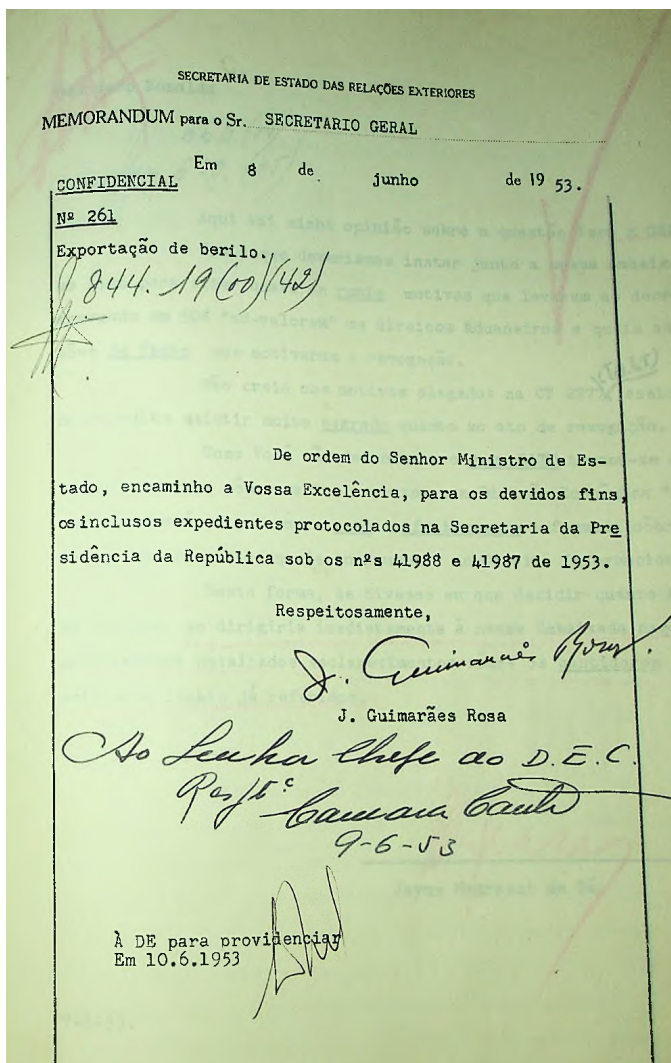 SECRETARIA DE ESTADO DAS RELAÇÕES EXTERIORES
MEMORANDUM para o Sr. SECRETARIO GERAL
Em 8 de junho de 19 53.
CONFIDENCIAL
Nº 261
Exportação de berilo.
844.19(00)(42)
De ordem do Senhor Ministro de Es-
tado, encaminho a Vossa Excelência, para os devidos fins,
os inclusos expedientes protocolados na Secretaria da Pre
sidência da República sob os nºs 41988 e 41987 de 1953.
Respeitosamente,
J. Guimarães Rosa
J. Guimarães Rosa
Ao Senhor Chefe do D.E.C.
Camara Canto
9-6-53
À DE para providenciar
Em 10.6.1953